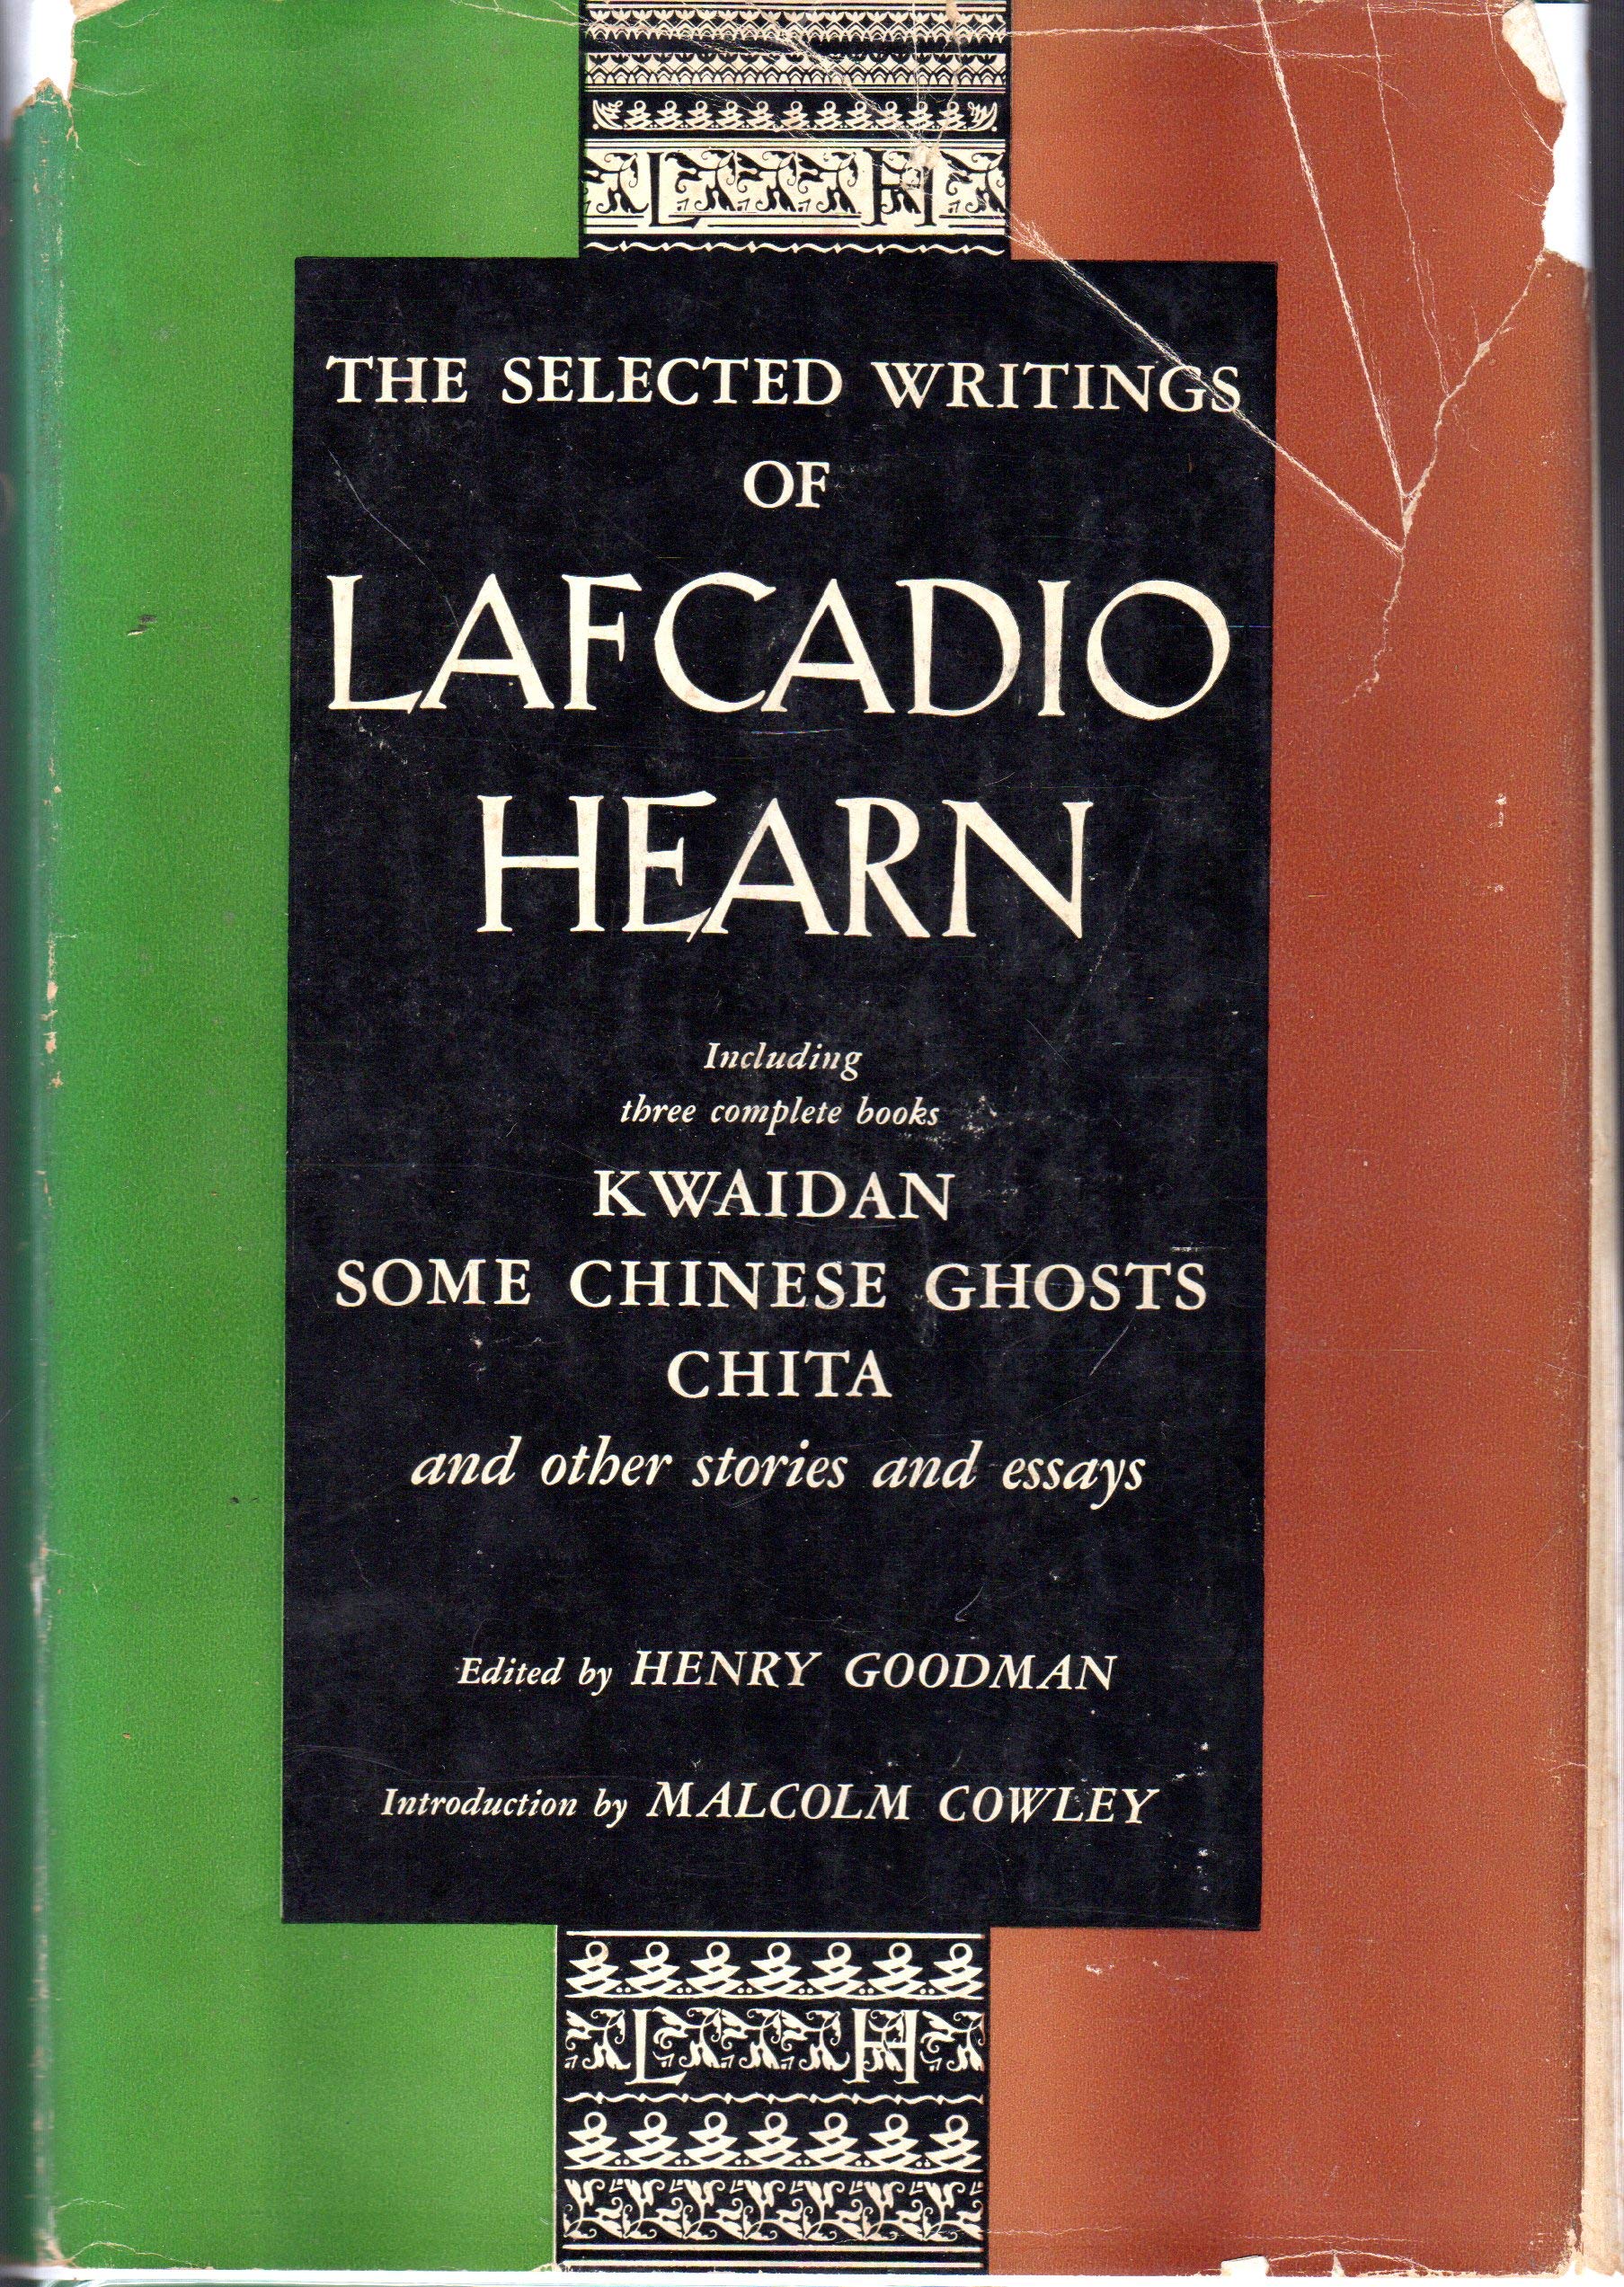 L H
THE SELECTED WRITINGS
OF
LAFCADIO
HEARN
Including
three complete books
KWAIDAN
SOME CHINESE GHOSTS
CHITA
and other stories and essays
Edited by HENRY GOODMAN
Introduction by MALCOLM COWLEY
L H